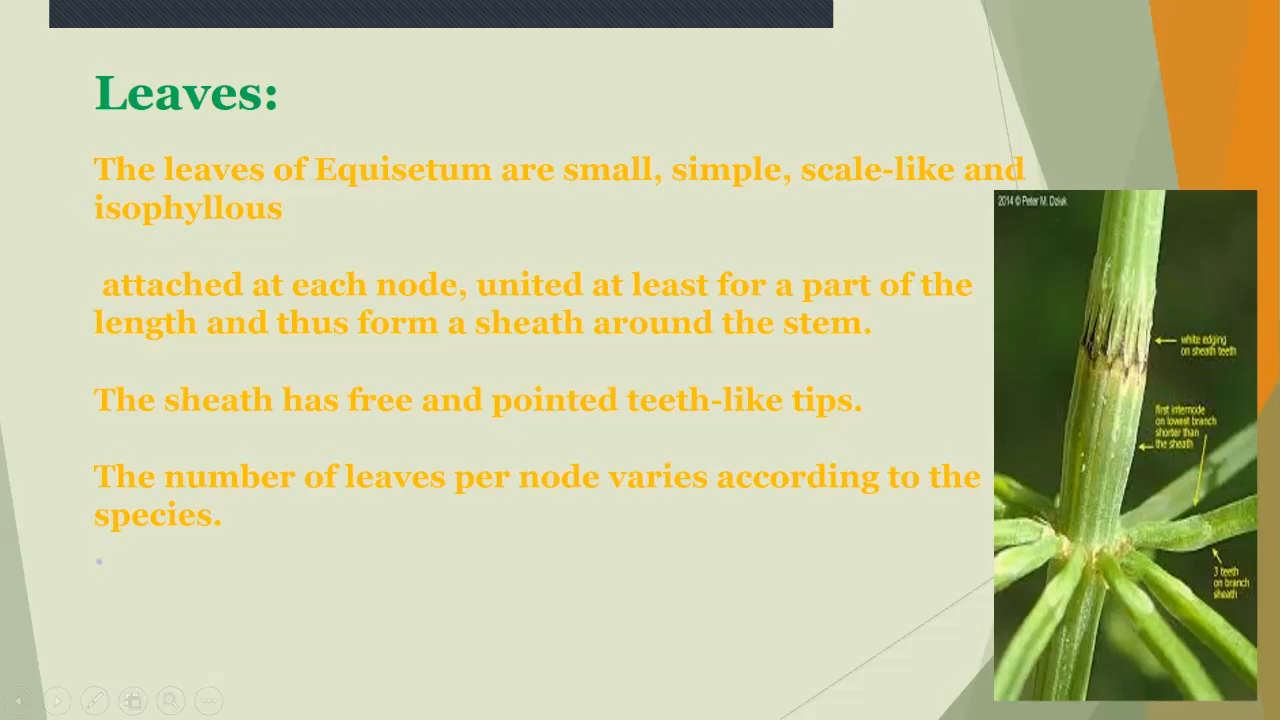 Leaves:
The leaves of Equisetum are small, simple, scale-like and
isophyllous
attached at each node, united at least for a part of the
length and thus form a sheath around the stem.
The sheath has free and pointed teeth-like tips.
The number of leaves per node varies according to the
species.
2014 © Peter M. Dziuk
white edging
on sheath teeth
first internode
on lowest branch
shorter than
the sheath
3 teeth
on branch
sheath